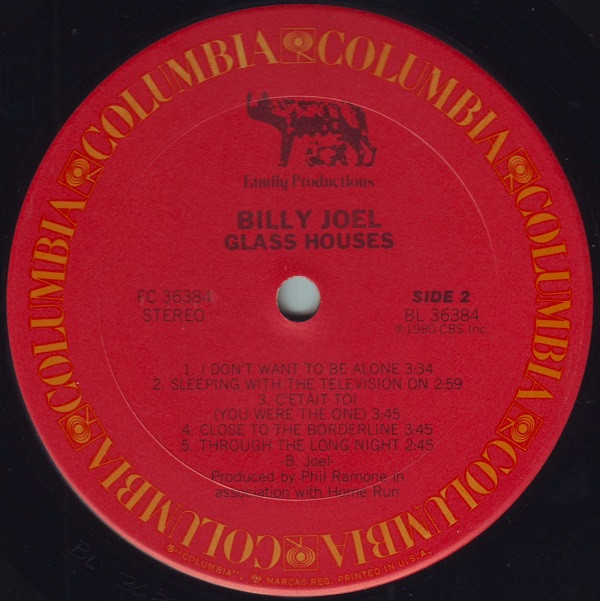 COLUMBIA COLUMBIA COLUMBIA COLUMBIA COLUMBIA COLUMBIA
Family Productions
BILLY JOEL
GLASS HOUSES
FC 36384
STEREO
SIDE 2
BL 36384
℗ 1980 CBS Inc.
1. I DON'T WANT TO BE ALONE 3:34
2. SLEEPING WITH THE TELEVISION ON 2:59
3. C'ETAIT TOI
(YOU WERE THE ONE) 3:45
4. CLOSE TO THE BORDERLINE 3:45
5. THROUGH THE LONG NIGHT 2:45
-B. Joel-
Produced by Phil Ramone in
association with Home Run
"COLUMBIA", MARCAS REG. PRINTED IN U.S.A.
BL